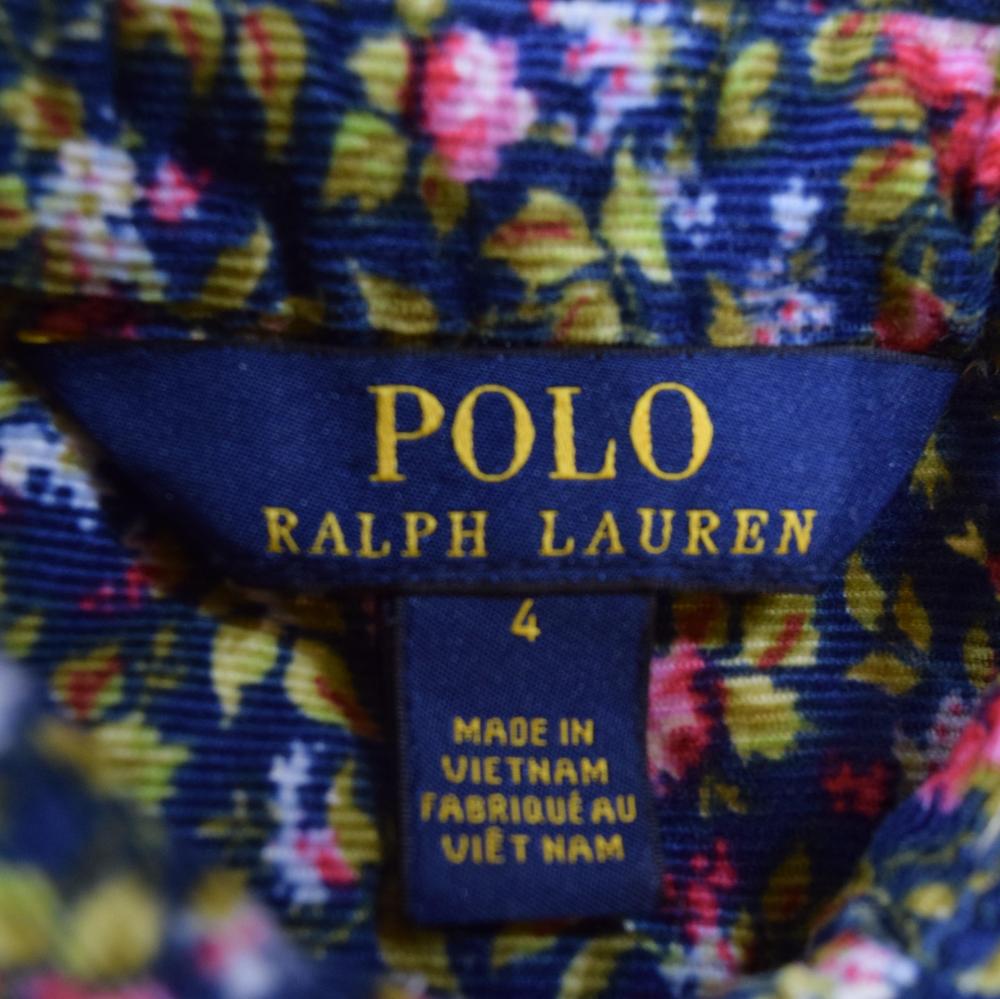 POLO
RALPH LAUREN
4
MADE IN
VIETNAM
FABRIQUÉ AU
VIÊT NAM